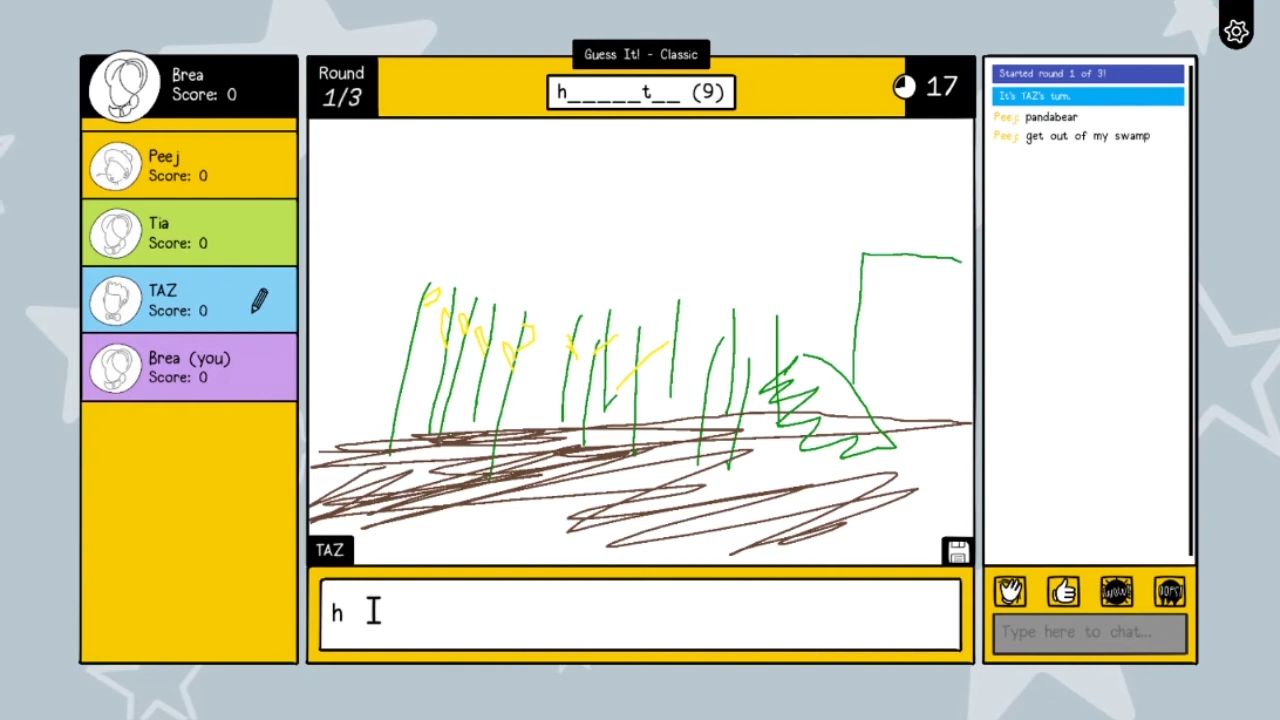 Guess It! - Classic
Brea
Score: 0
Round
1/3
h_____t__ (9)
17
Peej
Score: 0
Tia
Score: 0
TAZ
Score: 0
Brea (you)
Score: 0
Started round 1 of 3!
It's TAZ's turn.
Peej: pandabear
Peej: get out of my swamp
TAZ
h
WOW!
OOPS!
Type here to chat...